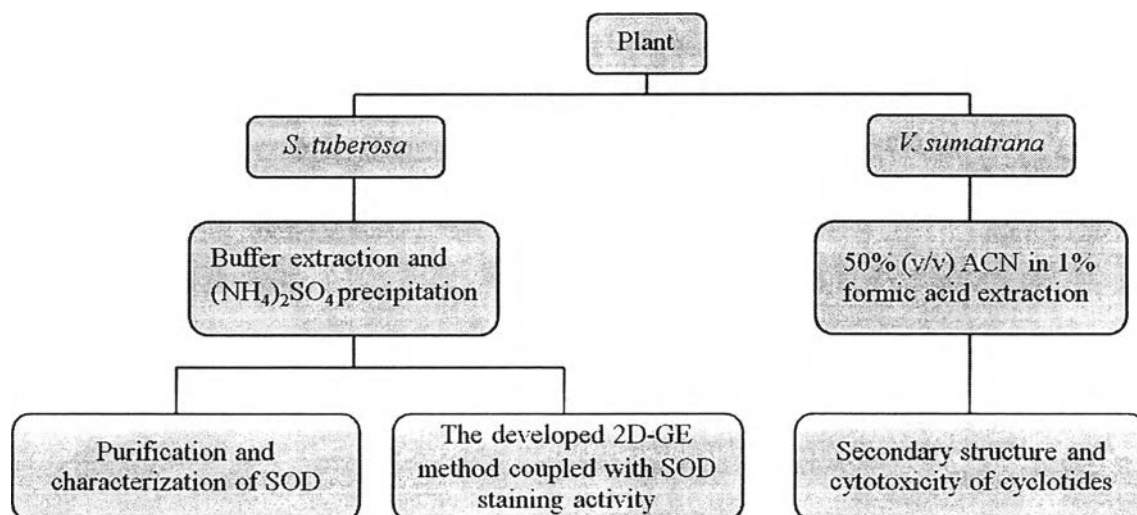 Plant
S. tuberosa
V. sumatrana
Buffer extraction and
(NH₄)₂SO₄ precipitation
50% (v/v) ACN in 1%
formic acid extraction
Purification and
characterization of SOD
The developed 2D-GE
method coupled with SOD
staining activity
Secondary structure and
cytotoxicity of cyclotides